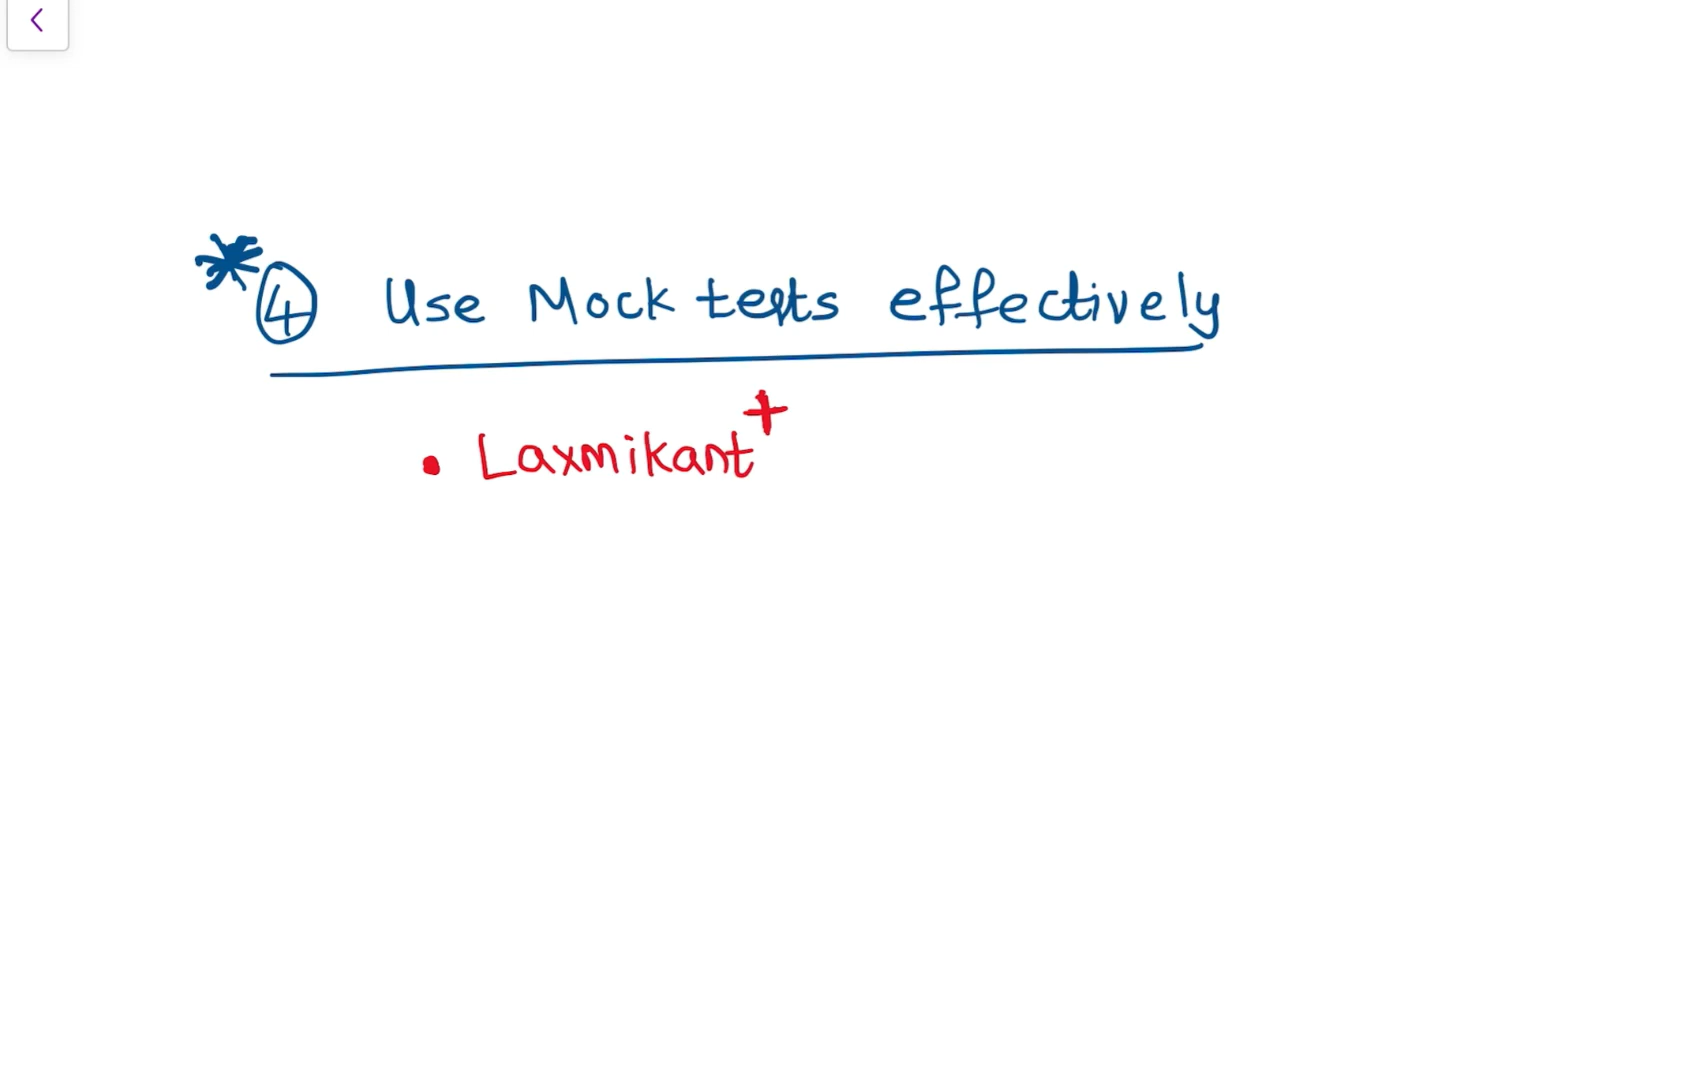 * ④ Use Mock tests effectively
• Laxmikant+